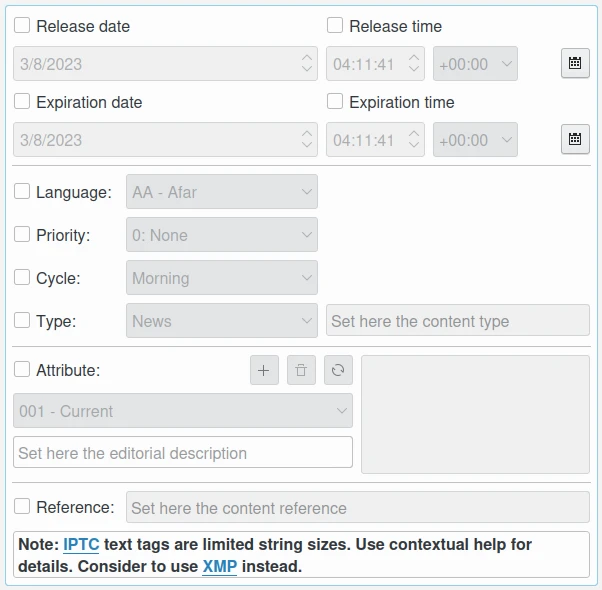 Release date Release time
3/8/2023 04:11:41 +00:00
Expiration date Expiration time
3/8/2023 04:11:41 +00:00
Language: AA - Afar
Priority: 0: None
Cycle: Morning
Type: News Set here the content type
Attribute:
001 - Current
Set here the editorial description
Reference: Set here the content reference
Note: IPTC text tags are limited string sizes. Use contextual help for
details. Consider to use XMP instead.